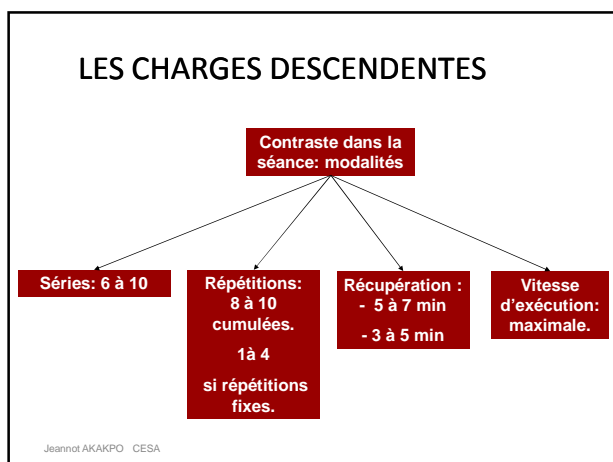 LES CHARGES DESCENDENTES
Contraste dans la
séance: modalités
Séries: 6 à 10
Répétitions:
8 à 10
cumulées.
1à 4
si répétitions
fixes.
Récupération :
- 5 à 7 min
- 3 à 5 min
Vitesse
d'exécution:
maximale.
Jeannot AKAKPO CESA